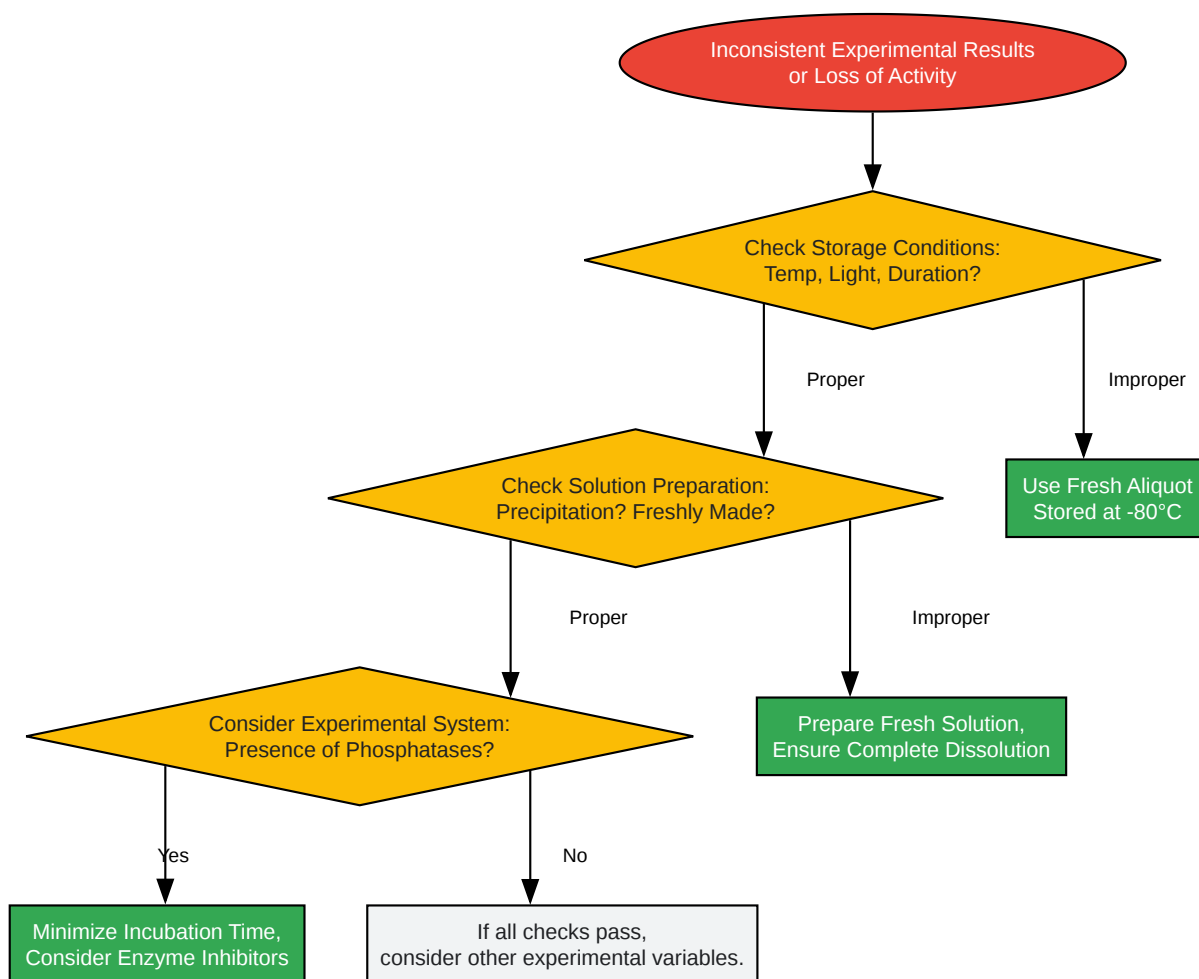 Inconsistent Experimental Results
or Loss of Activity
Check Storage Conditions:
Temp, Light, Duration?
Proper
Improper
Check Solution Preparation:
Precipitation? Freshly Made?
Use Fresh Aliquot
Stored at -80°C
Proper
Improper
Consider Experimental System:
Presence of Phosphatases?
Prepare Fresh Solution,
Ensure Complete Dissolution
Yes
No
Minimize Incubation Time,
Consider Enzyme Inhibitors
If all checks pass,
consider other experimental variables.